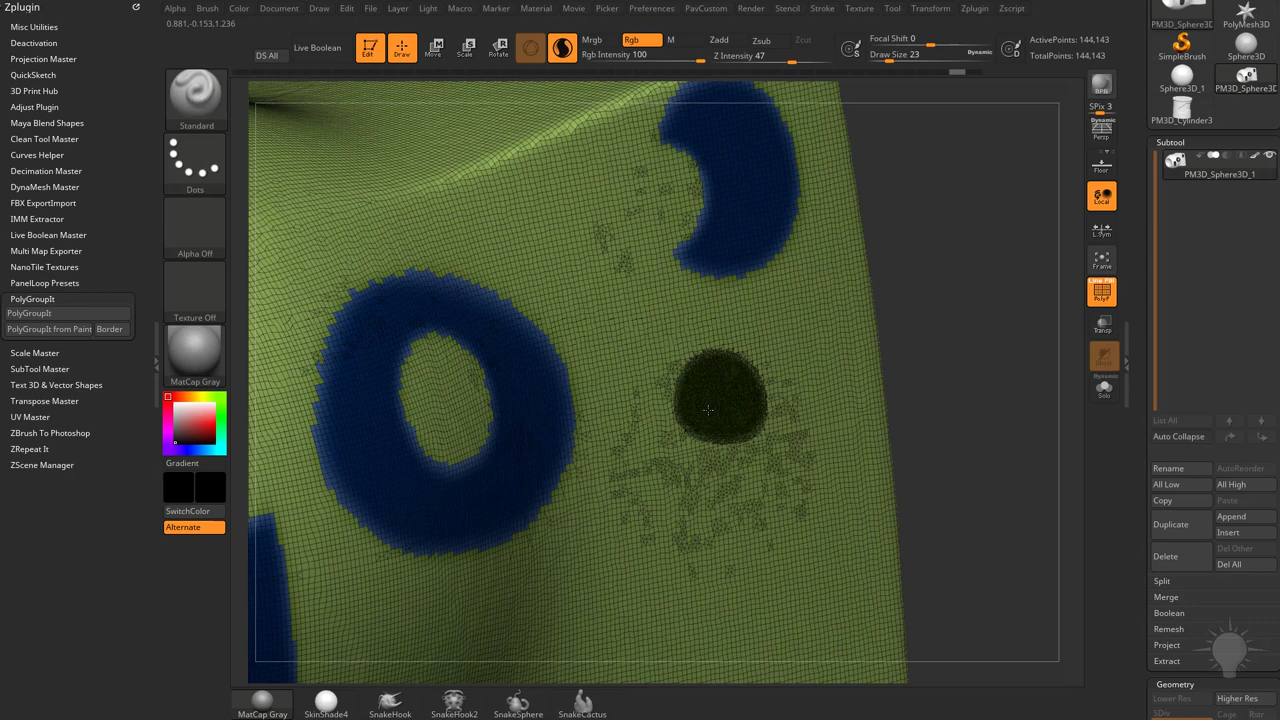 Zplugin
Alpha Brush Color Document Draw Edit File Layer Light Macro Marker Material Movie Picker Preferences PavCustom Render Stencil Stroke Texture Tool Transform Zplugin Zscript
0.881,-0.153,1.236
Misc Utilities
Deactivation
Projection Master
QuickSketch
3D Print Hub
Adjust Plugin
Maya Blend Shapes
Clean Tool Master
Curves Helper
Decimation Master
DynaMesh Master
FBX ExportImport
IMM Extractor
Live Boolean Master
Multi Map Exporter
NanoTile Textures
PanelLoop Presets
PolyGroupIt
PolyGroupIt
PolyGroupIt from Paint Border
Scale Master
SubTool Master
Text 3D & Vector Shapes
Transpose Master
UV Master
ZBrush To Photoshop
ZRepeat It
ZScene Manager
DS All
Live Boolean
Edit
Draw
Move
Scale
Rotate
Mrgb Rgb M
Rgb Intensity 100
Zadd Zsub Zcut
Z Intensity 47
S
Focal Shift 0
Draw Size 23 Dynamic
D
ActivePoints: 144,143
TotalPoints: 144,143
Standard
Dots
Alpha Off
Texture Off
MatCap Gray
Gradient
SwitchColor
Alternate
BPR
SPix 3
Dynamic
Persp
Floor
Local
L.Sym
Frame
Line Fill
PolyF
Transp
Dynamic
Solo
PM3D_Sphere3D PolyMesh3D
SimpleBrush Sphere3D
Sphere3D_1 PM3D_Sphere3D
PM3D_Cylinder3
Subtool
PM3D_Sphere3D_1
List All
Auto Collapse
Rename AutoReorder
All Low All High
Copy Paste
Duplicate Append
Insert
Delete Del Other
Del All
Split
Merge
Boolean
Remesh
Project
Extract
Geometry
Lower Res Higher Res
SDiv Cage Rstr
MatCap Gray SkinShade4 SnakeHook SnakeHook2 SnakeSphere SnakeCactus